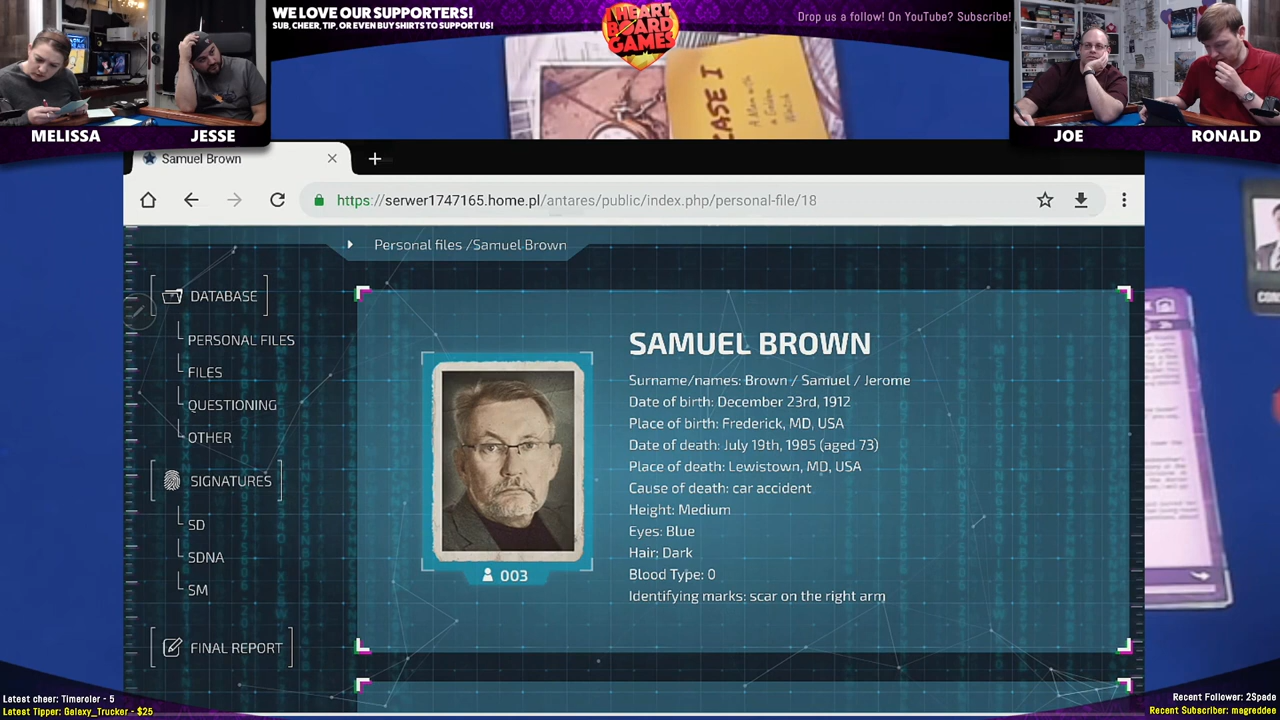 WE LOVE OUR SUPPORTERS!
SUB, CHEER, TIP, OR EVEN BUY SHIRTS TO SUPPORT US!
I HEART
BOARD
GAMES
Drop us a follow! On YouTube? Subscribe!
CASE I
A Man with
a Golden
Watch
MELISSA
JESSE
JOE
RONALD
Samuel Brown
https://serwer1747165.home.pl/antares/public/index.php/personal-file/18
Personal files /Samuel Brown
DATABASE
PERSONAL FILES
FILES
QUESTIONING
OTHER
SIGNATURES
SD
SDNA
SM
FINAL REPORT
003
SAMUEL BROWN
Surname/names: Brown / Samuel / Jerome
Date of birth: December 23rd, 1912
Place of birth: Frederick, MD, USA
Date of death: July 19th, 1985 (aged 73)
Place of death: Lewistown, MD, USA
Cause of death: car accident
Height: Medium
Eyes: Blue
Hair: Dark
Blood Type: 0
Identifying marks: scar on the right arm
Latest cheer: Timeroler - 5
Latest Tipper: Galaxy_Trucker - $25
Recent Follower: 2Spede
Recent Subscriber: magreddee